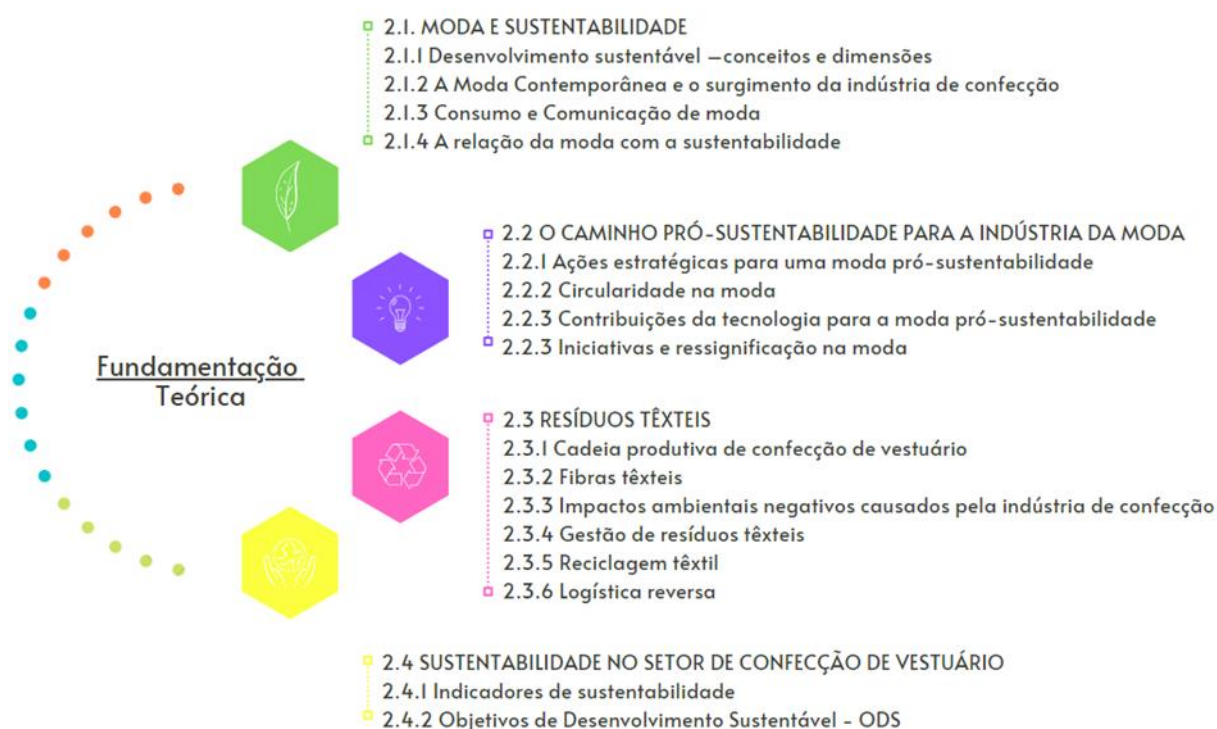 2.1. MODA E SUSTENTABILIDADE
2.1.1 Desenvolvimento sustentável –conceitos e dimensões
2.1.2 A Moda Contemporânea e o surgimento da indústria de confecção
2.1.3 Consumo e Comunicação de moda
2.1.4 A relação da moda com a sustentabilidade
2.2 O CAMINHO PRÓ-SUSTENTABILIDADE PARA A INDÚSTRIA DA MODA
2.2.1 Ações estratégicas para uma moda pró-sustentabilidade
2.2.2 Circularidade na moda
2.2.3 Contribuições da tecnologia para a moda pró-sustentabilidade
2.2.3 Iniciativas e ressignificação na moda
Fundamentação
Teórica
2.3 RESÍDUOS TÊXTEIS
2.3.1 Cadeia produtiva de confecção de vestuário
2.3.2 Fibras têxteis
2.3.3 Impactos ambientais negativos causados pela indústria de confecção
2.3.4 Gestão de resíduos têxteis
2.3.5 Reciclagem têxtil
2.3.6 Logística reversa
2.4 SUSTENTABILIDADE NO SETOR DE CONFECÇÃO DE VESTUÁRIO
2.4.1 Indicadores de sustentabilidade
2.4.2 Objetivos de Desenvolvimento Sustentável - ODS